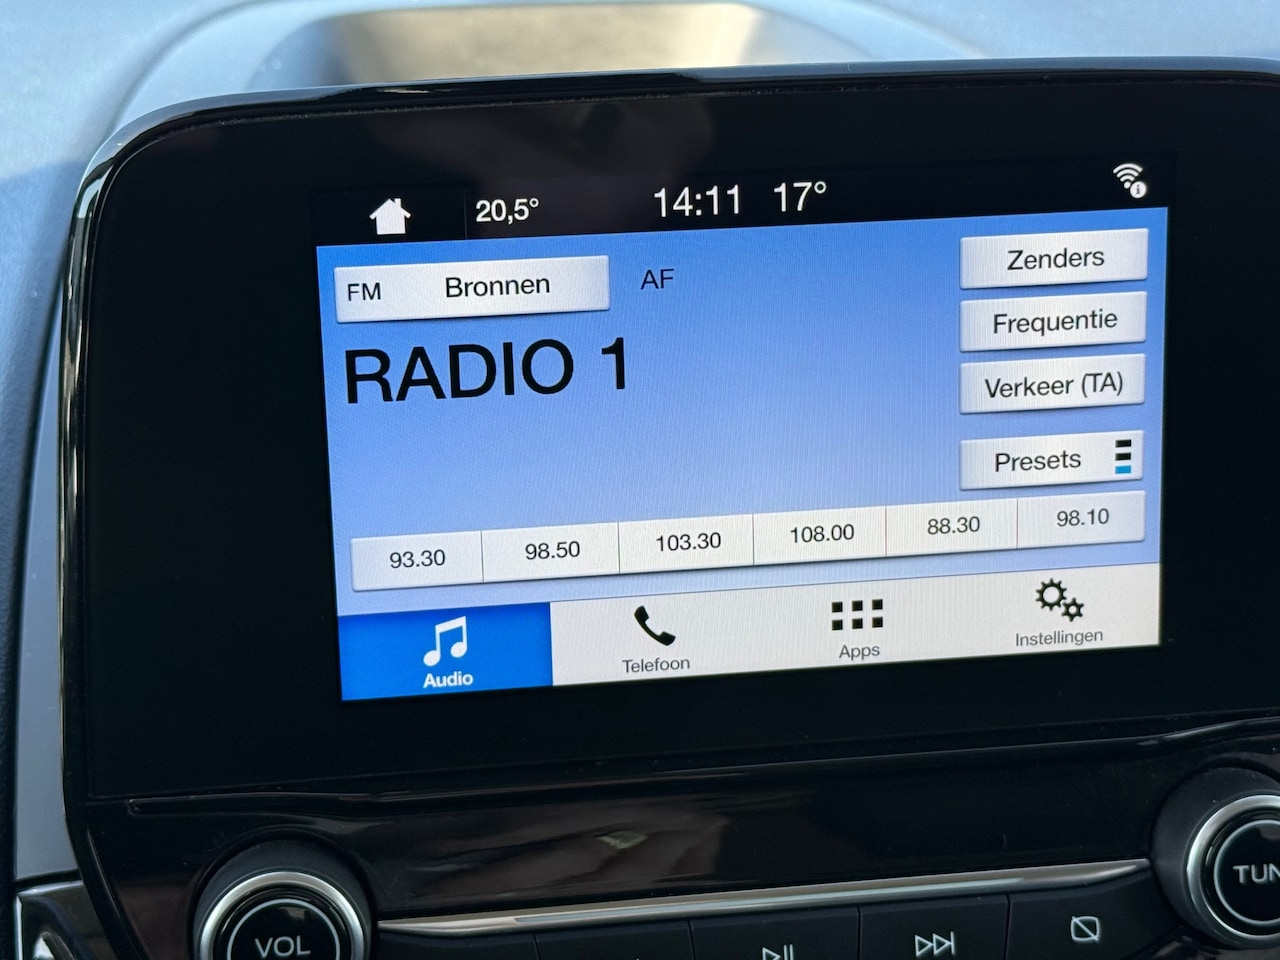 20,5° 14:11 17°
FM Bronnen AF
Zenders
RADIO 1
Frequentie
Verkeer (TA)
Presets
93.30 98.50 103.30 108.00 88.30 98.10
Audio Telefoon Apps Instellingen
VOL